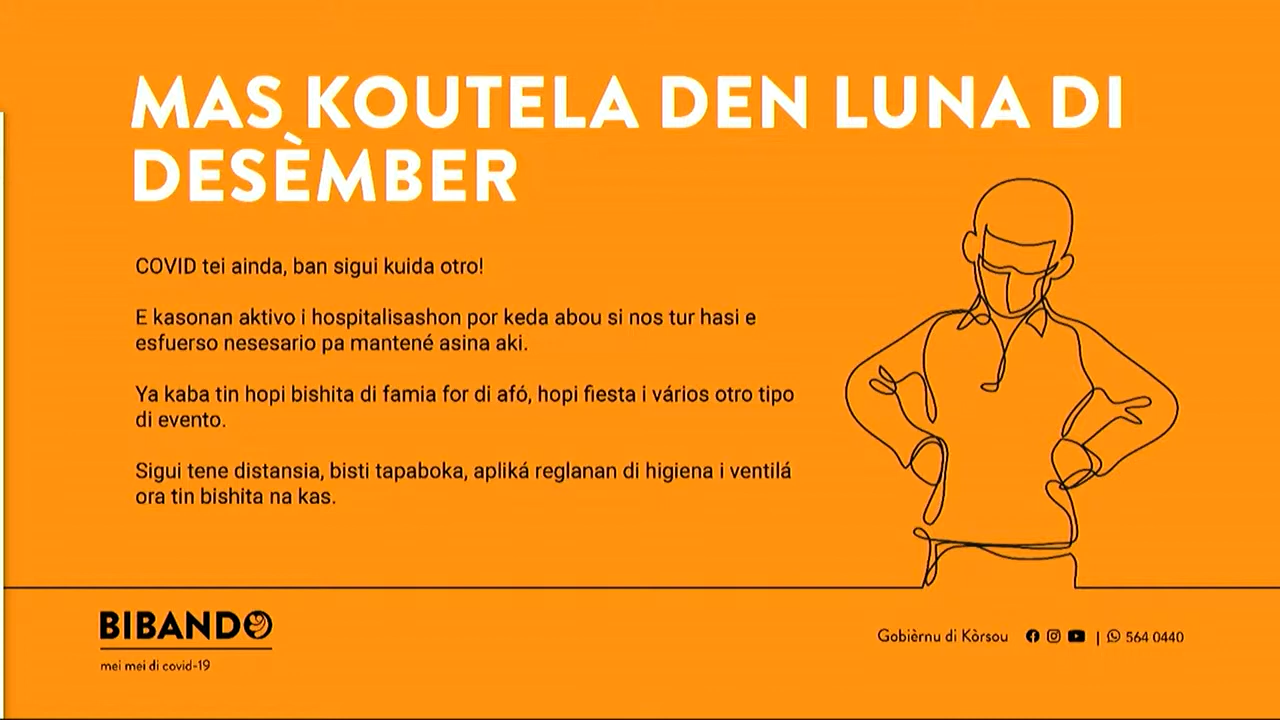 MAS KOUTELA DEN LUNA DI
DESÈMBER
COVID tei ainda, ban sigui kuida otro!
E kasonan aktivo i hospitalisashon por keda abou si nos tur hasi e
esfuerso nesesario pa mantené asina aki.
Ya kaba tin hopi bishita di famia for di afó, hopi fiesta i vários otro tipo
di evento.
Sigui tene distansia, bisti tapaboka, apliká reglanan di higiena i ventilá
ora tin bishita na kas.
BIBANDO
mei mei di covid-19
Gobièrnu di Kòrsou | 564 0440